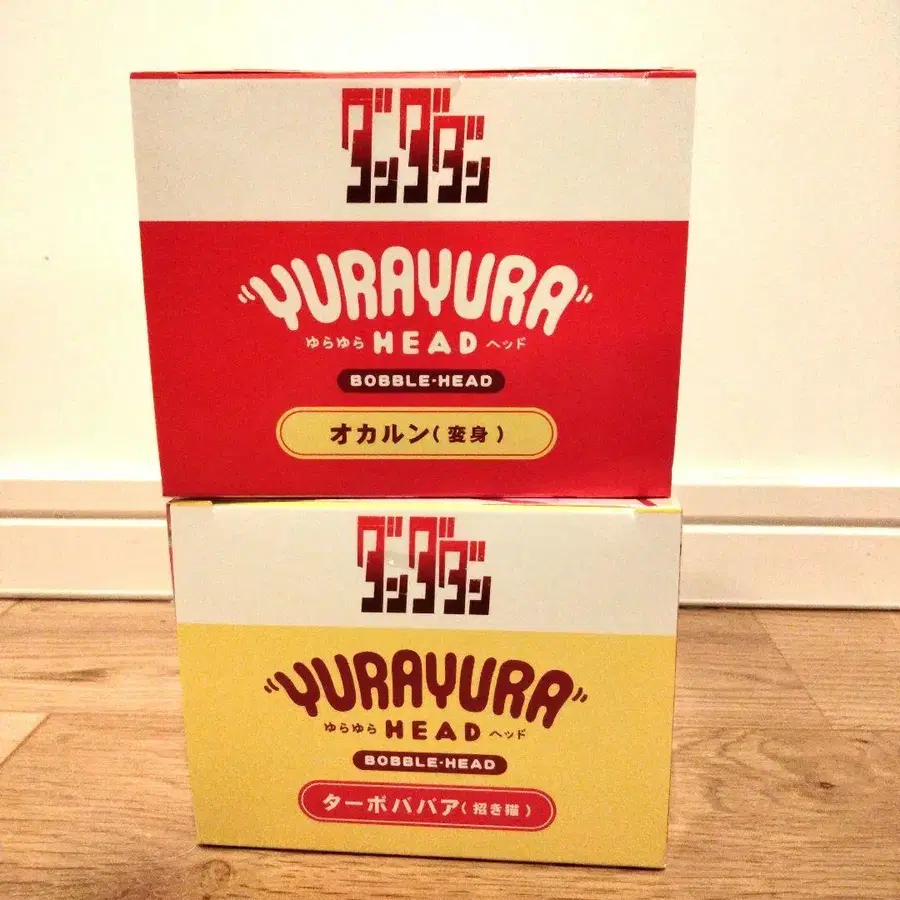 ダンダダン
YURAYURA
ゆらゆら HEAD ヘッド
BOBBLE-HEAD
オカルン(変身)
ダンダダン
YURAYURA
ゆらゆら HEAD ヘッド
BOBBLE-HEAD
ターボババア(招き猫)